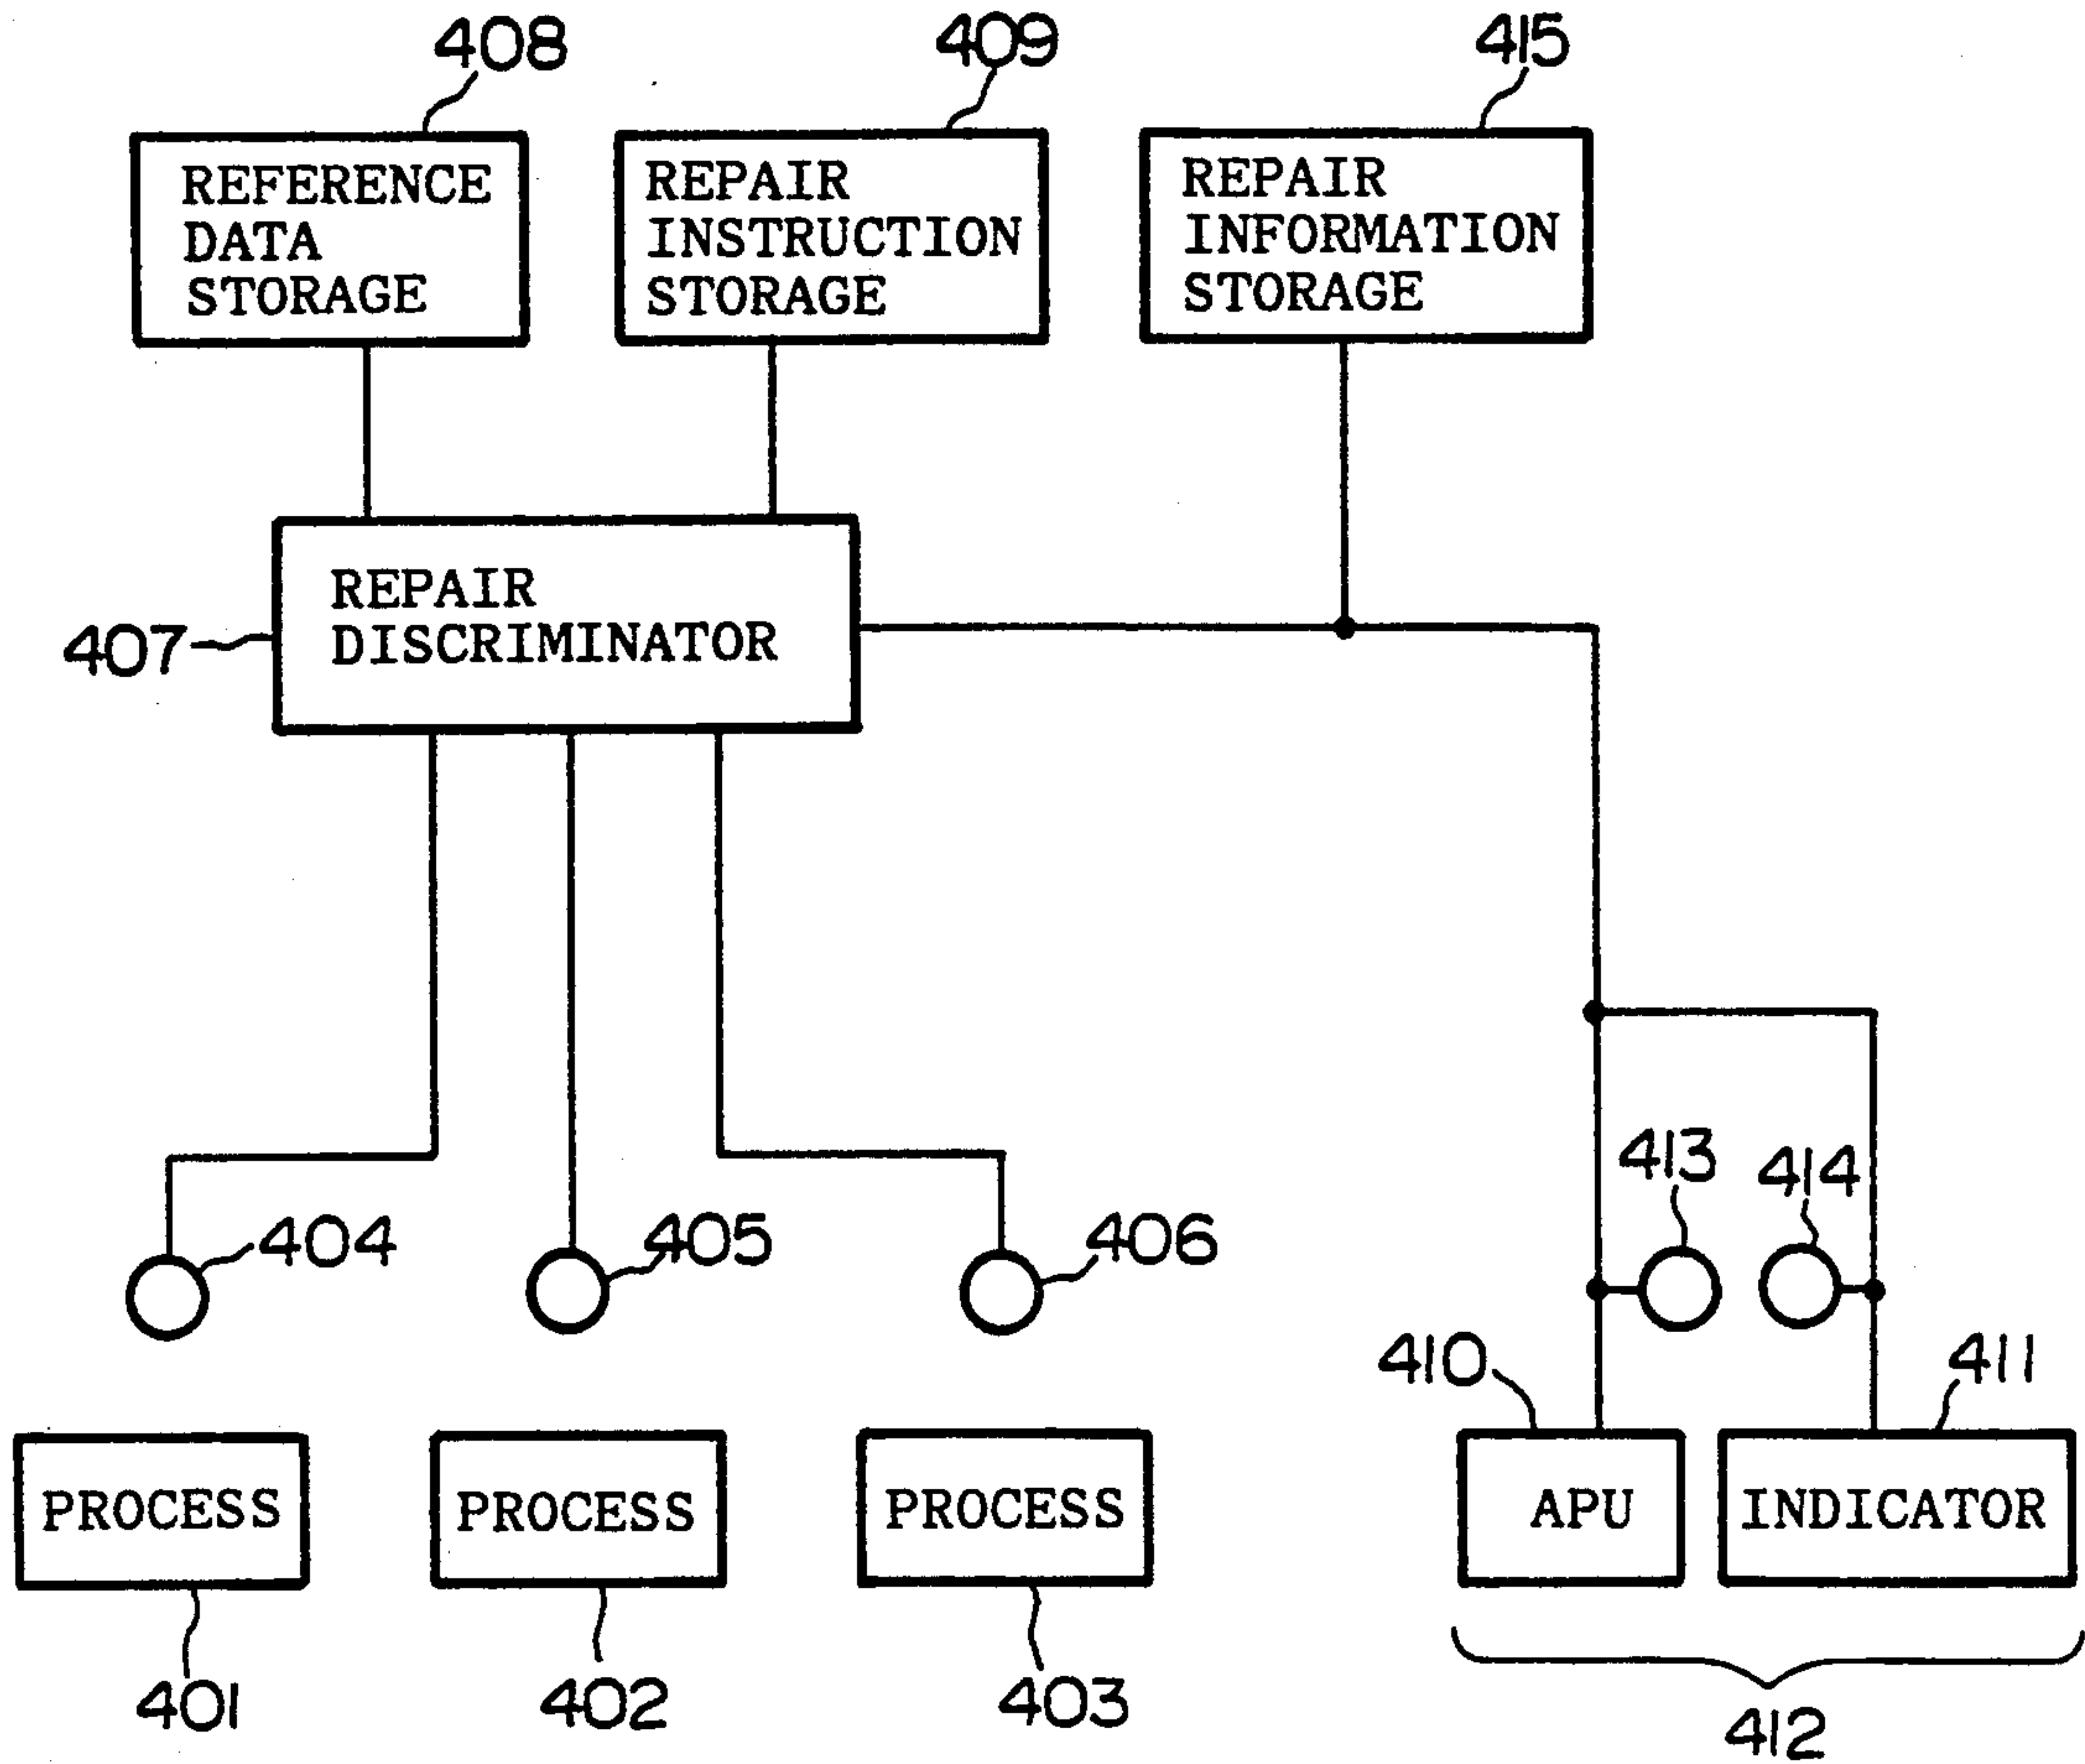 408
409
415
REFERENCE
DATA
STORAGE
REPAIR
INSTRUCTION
STORAGE
REPAIR
INFORMATION
STORAGE
407
REPAIR
DISCRIMINATOR
404
405
406
413
414
410
411
PROCESS
PROCESS
PROCESS
APU
INDICATOR
401
402
403
412